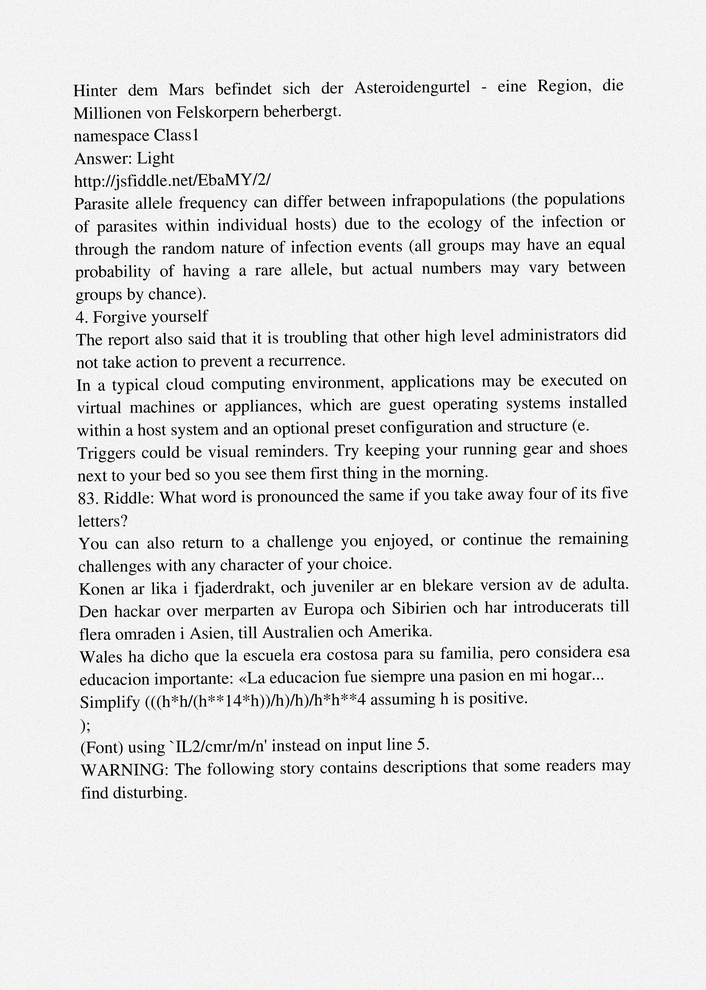 Hinter dem Mars befindet sich der Asteroidengurtel - eine Region, die
Millionen von Felskorpern beherbergt.
namespace Class1
Answer: Light
http://jsfiddle.net/EbaMY/2/
Parasite allele frequency can differ between infrapopulations (the populations
of parasites within individual hosts) due to the ecology of the infection or
through the random nature of infection events (all groups may have an equal
probability of having a rare allele, but actual numbers may vary between
groups by chance).
4. Forgive yourself
The report also said that it is troubling that other high level administrators did
not take action to prevent a recurrence.
In a typical cloud computing environment, applications may be executed on
virtual machines or appliances, which are guest operating systems installed
within a host system and an optional preset configuration and structure (e.
Triggers could be visual reminders. Try keeping your running gear and shoes
next to your bed so you see them first thing in the morning.
83. Riddle: What word is pronounced the same if you take away four of its five
letters?
You can also return to a challenge you enjoyed, or continue the remaining
challenges with any character of your choice.
Konen ar lika i fjaderdrakt, och juveniler ar en blekare version av de adulta.
Den hackar over merparten av Europa och Sibirien och har introducerats till
flera omraden i Asien, till Australien och Amerika.
Wales ha dicho que la escuela era costosa para su familia, pero considera esa
educacion importante: «La educacion fue siempre una pasion en mi hogar...
Simplify (((h*h/(h**14*h))/h)/h)/h*h**4 assuming h is positive.
);
(Font) using `IL2/cmr/m/n' instead on input line 5.
WARNING: The following story contains descriptions that some readers may
find disturbing.